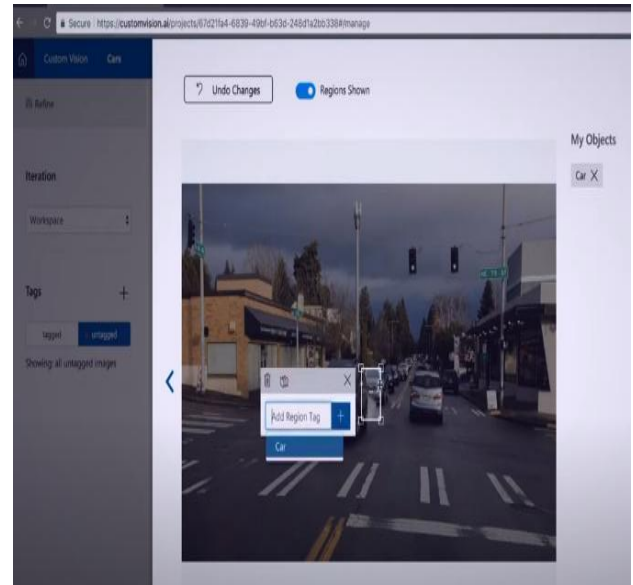 Secure | https://customvision.ai/projects/67d21fa4-6839-49bf-b63d-248d1a2bb338#/manage
Custom Vision Cars
Refine
Undo Changes
Regions Shown
My Objects
Car X
Iteration
Workspace
Tags +
tagged
untagged
Showing: all untagged images
Add Region Tag +
Car